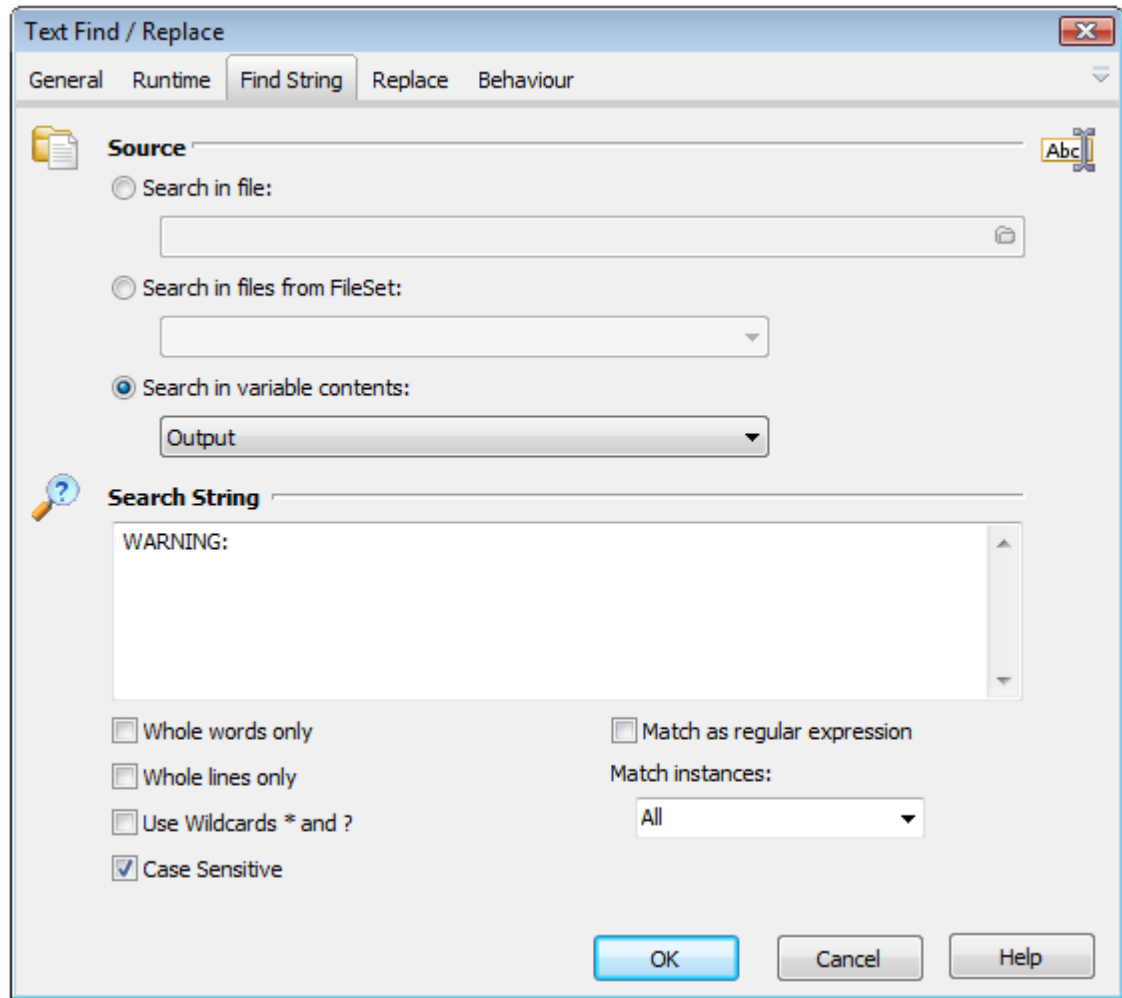 Text Find / Replace
General Runtime Find String Replace Behaviour
Source
Abc
Search in file:
Search in files from FileSet:
Search in variable contents:
Output
Search String
WARNING:
Whole words only
Match as regular expression
Whole lines only
Match instances:
Use Wildcards * and ?
All
Case Sensitive
OK Cancel Help